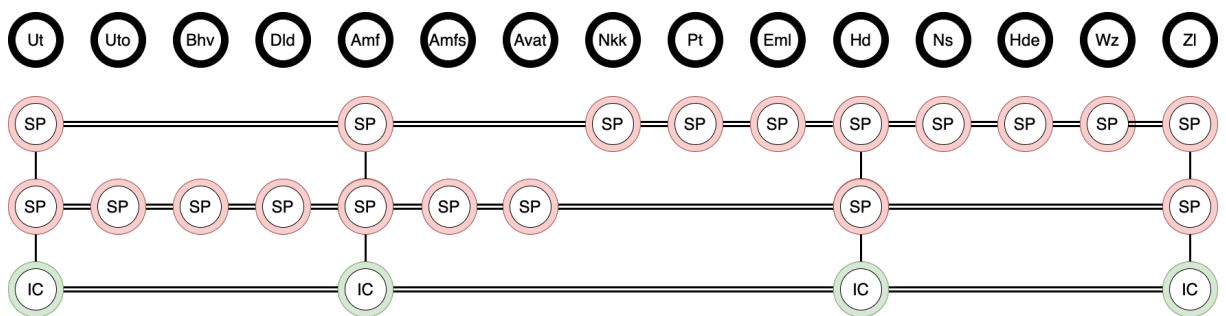 Ut Uto Bhv Dld Amf Amfs Avat Nkk Pt Eml Hd Ns Hde Wz Zl
SP SP SP SP SP SP SP SP SP SP
SP SP SP SP SP SP SP SP SP
IC IC IC IC